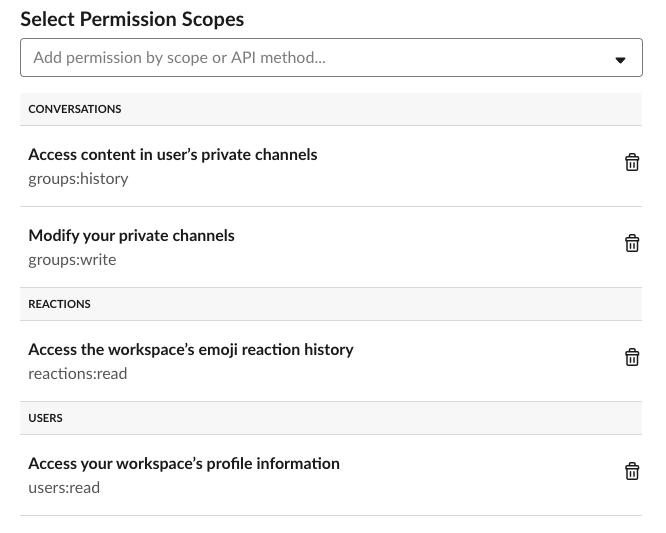 Select Permission Scopes
Add permission by scope or API method...
CONVERSATIONS
Access content in user’s private channels
groups:history
Modify your private channels
groups:write
REACTIONS
Access the workspace’s emoji reaction history
reactions:read
USERS
Access your workspace’s profile information
users:read